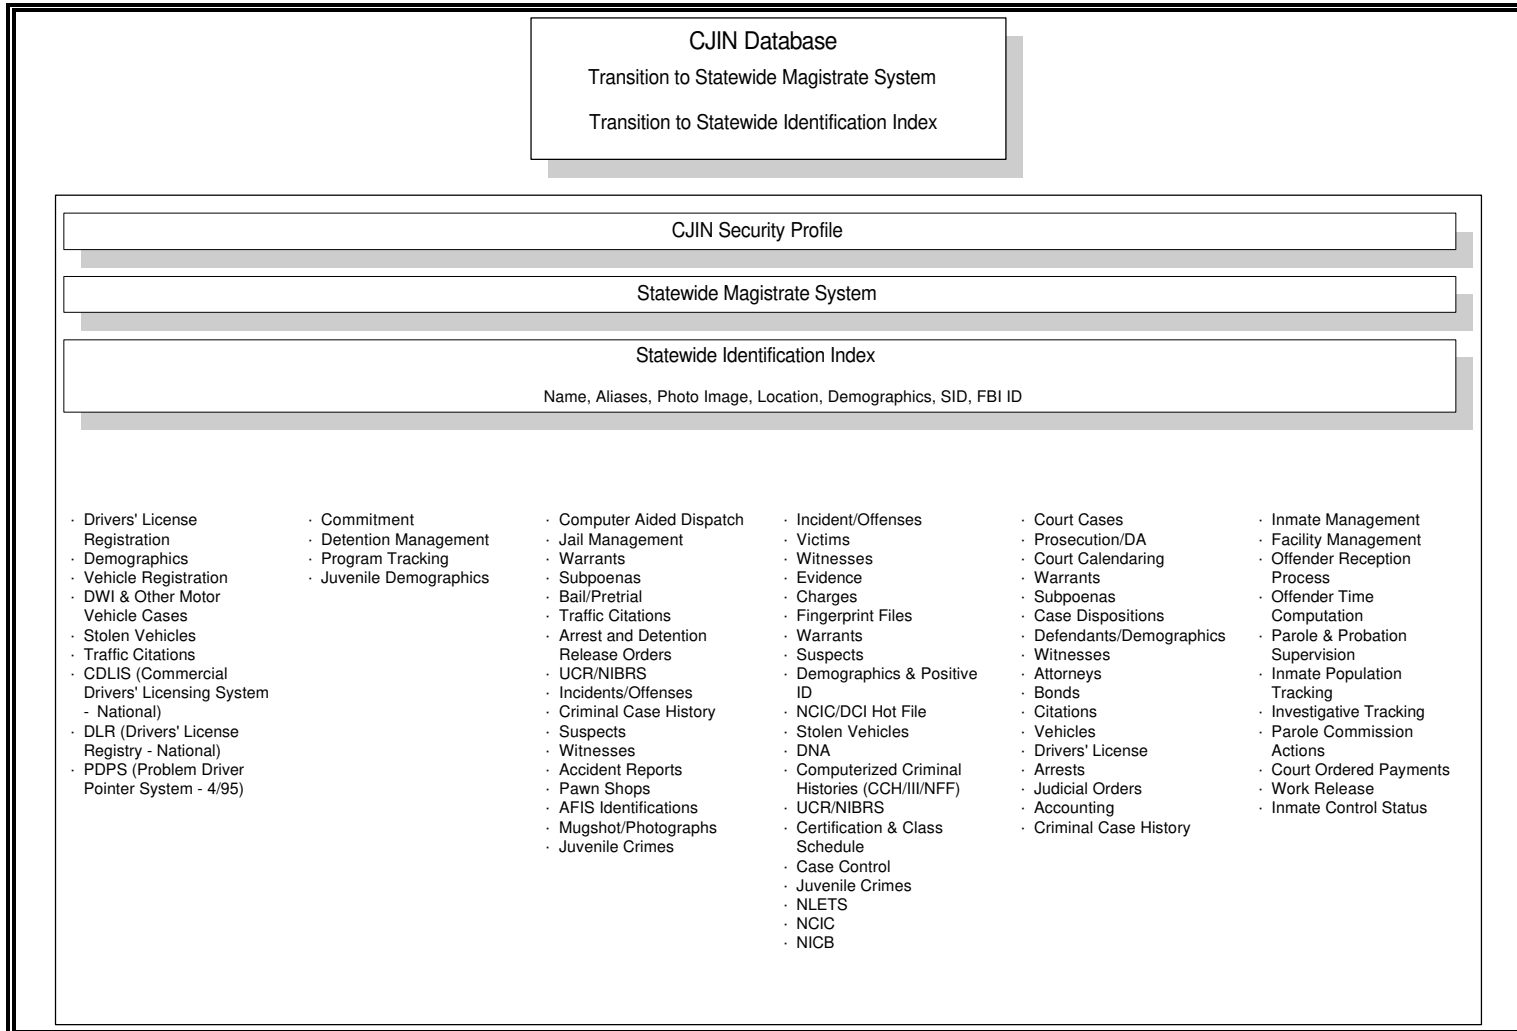 CJIN Database
Transition to Statewide Magistrate System
Transition to Statewide Identification Index
CJIN Security Profile
Statewide Magistrate System
Statewide Identification Index
Name, Aliases, Photo Image, Location, Demographics, SID, FBI ID
· Drivers' License
Registration
· Demographics
· Vehicle Registration
· DWI & Other Motor
Vehicle Cases
· Stolen Vehicles
· Traffic Citations
· CDLIS (Commercial
Drivers' Licensing System
- National)
· DLR (Drivers' License
Registry - National)
· PDPS (Problem Driver
Pointer System - 4/95)
· Commitment
· Detention Management
· Program Tracking
· Juvenile Demographics
· Computer Aided Dispatch
· Jail Management
· Warrants
· Subpoenas
· Bail/Pretrial
· Traffic Citations
· Arrest and Detention
Release Orders
· UCR/NIBRS
· Incidents/Offenses
· Criminal Case History
· Suspects
· Witnesses
· Accident Reports
· Pawn Shops
· AFIS Identifications
· Mugshot/Photographs
· Juvenile Crimes
· Incident/Offenses
· Victims
· Witnesses
· Evidence
· Charges
· Fingerprint Files
· Warrants
· Suspects
· Demographics & Positive
ID
· NCIC/DCI Hot File
· Stolen Vehicles
· DNA
· Computerized Criminal
Histories (CCH/III/NFF)
· UCR/NIBRS
· Certification & Class
Schedule
· Case Control
· Juvenile Crimes
· NLETS
· NCIC
· NICB
· Court Cases
· Prosecution/DA
· Court Calendaring
· Warrants
· Subpoenas
· Case Dispositions
· Defendants/Demographics
· Witnesses
· Attorneys
· Bonds
· Citations
· Vehicles
· Drivers' License
· Arrests
· Judicial Orders
· Accounting
· Criminal Case History
· Inmate Management
· Facility Management
· Offender Reception
Process
· Offender Time
Computation
· Parole & Probation
Supervision
· Inmate Population
Tracking
· Investigative Tracking
· Parole Commission
Actions
· Court Ordered Payments
· Work Release
· Inmate Control Status